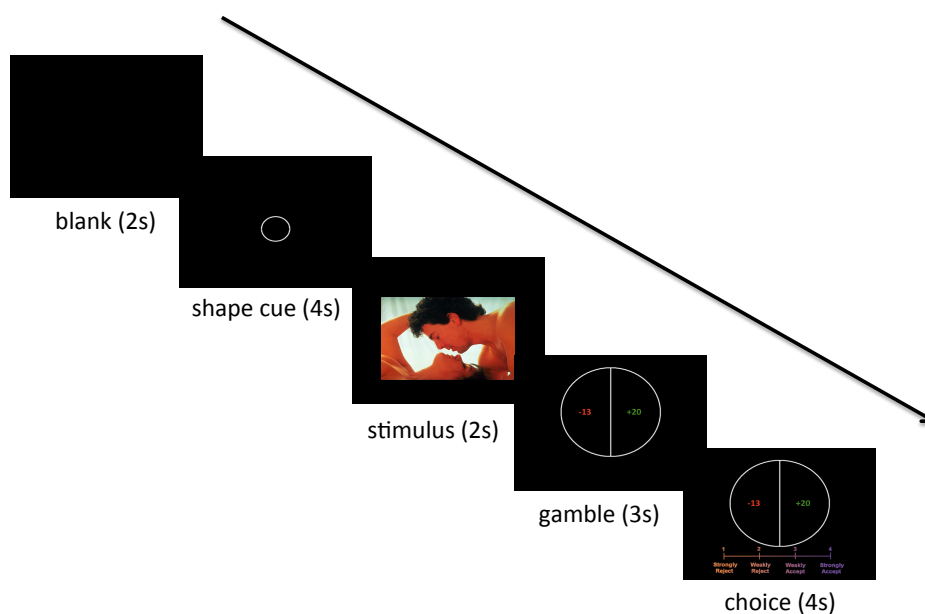 blank (2s)
shape cue (4s)
stimulus (2s)
-13 +20
gamble (3s)
-13 +20
1 2 3 4
Strongly Reject Weakly Reject Weakly Accept Strongly Accept
choice (4s)